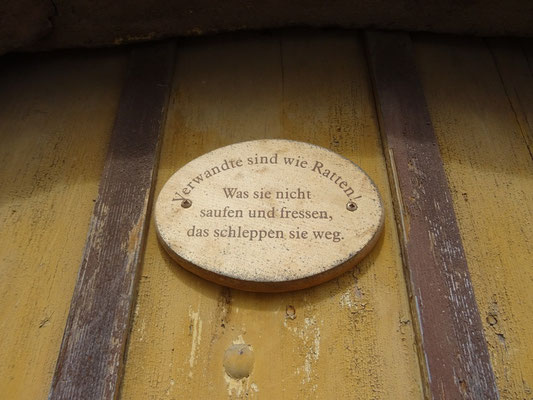 Verwandte sind wie Ratten!
Was sie nicht
saufen und fressen,
das schleppen sie weg.